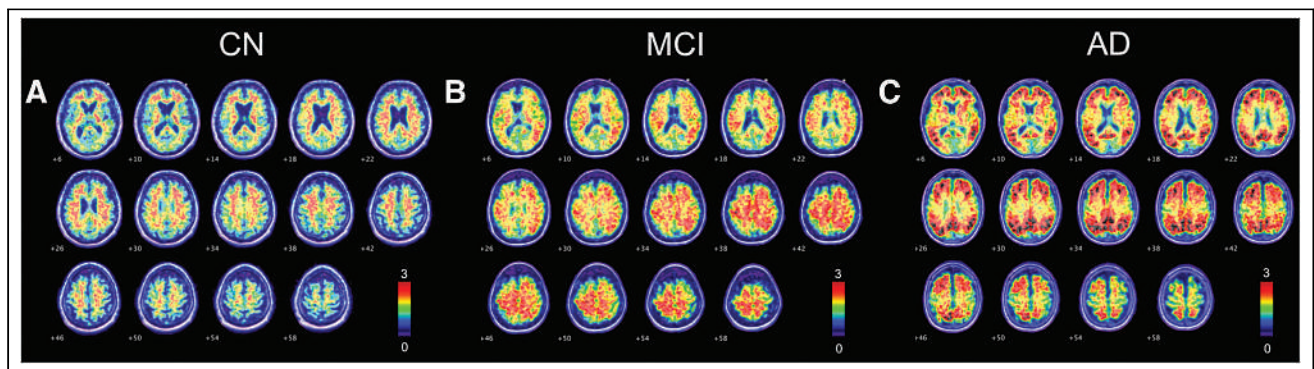 CN MCI AD
A B C
+6 +10 +14 +18 +22 +6 +10 +14 +18 +22 +6 +10 +14 +18 +22
+26 +30 +34 +38 +42 +26 +30 +34 +38 +42 +26 +30 +34 +38 +42
3 3 3
+46 +50 +54 +58 +46 +50 +54 +58 +46 +50 +54 +58
0 0 0